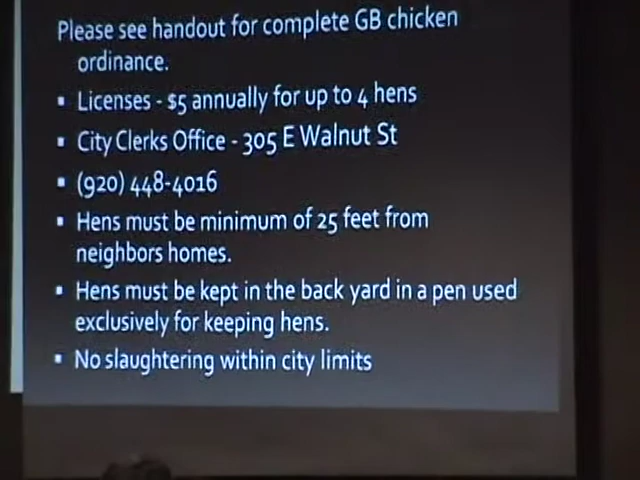 Please see handout for complete GB chicken
ordinance.
▪ Licenses - $5 annually for up to 4 hens
▪ City Clerks Office - 305 E Walnut St
▪ (920) 448-4016
▪ Hens must be minimum of 25 feet from
neighbors homes.
▪ Hens must be kept in the back yard in a pen used
exclusively for keeping hens.
▪ No slaughtering within city limits